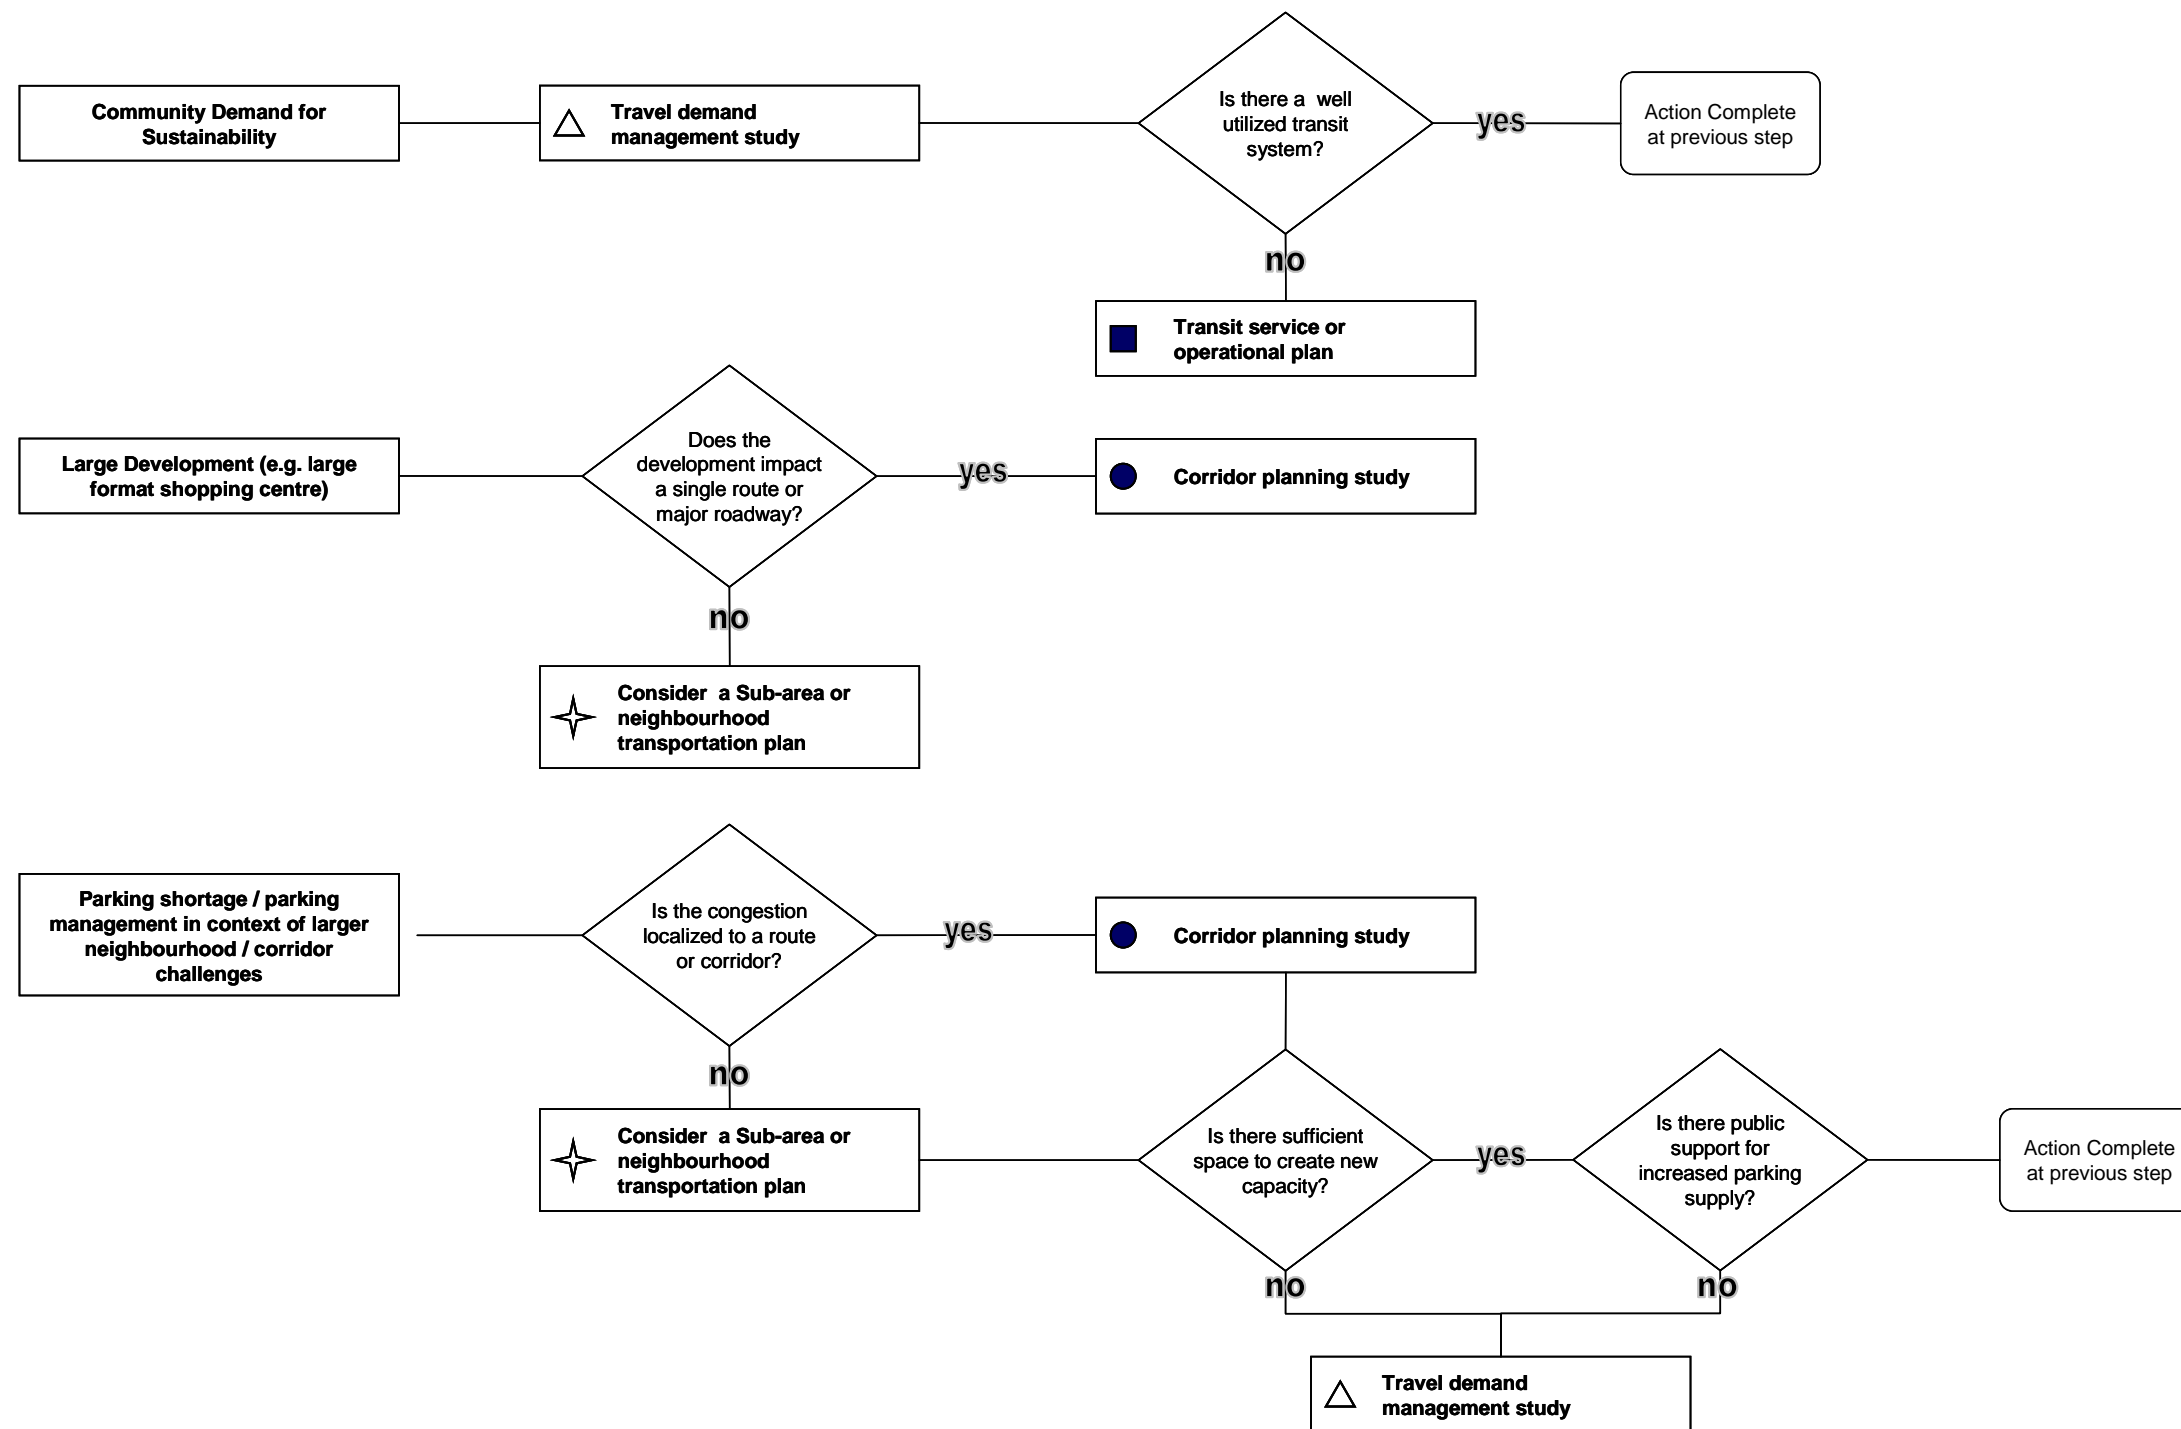 Community Demand for
Sustainability
Travel demand
management study
Is there a well
utilized transit
system?
yes
Action Complete
at previous step
no
Transit service or
operational plan
Large Development (e.g. large
format shopping centre)
Does the
development impact
a single route or
major roadway?
yes
Corridor planning study
no
Consider a Sub-area or
neighbourhood
transportation plan
Parking shortage / parking
management in context of larger
neighbourhood / corridor
challenges
Is the congestion
localized to a route
or corridor?
yes
Corridor planning study
no
Consider a Sub-area or
neighbourhood
transportation plan
Is there sufficient
space to create new
capacity?
yes
Is there public
support for
increased parking
supply?
Action Complete
at previous step
no
no
Travel demand
management study